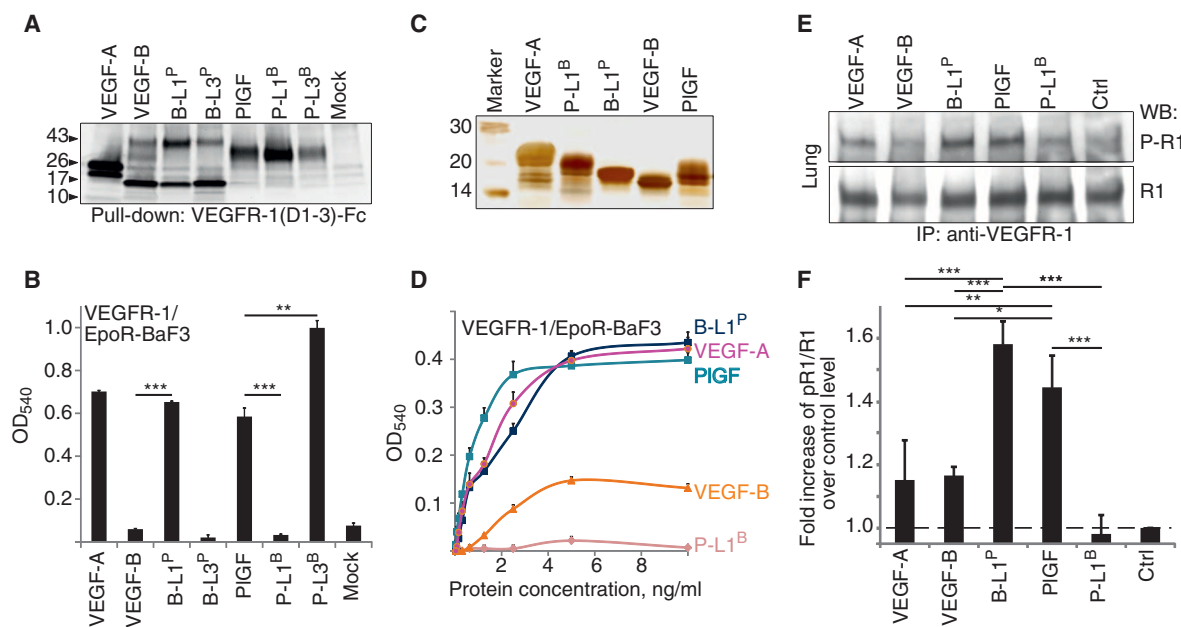 A
VEGF-A
VEGF-B
B-L1ᴾ
B-L3ᴾ
PlGF
P-L1ᴮ
P-L3ᴮ
Mock
43
26
17
10
Pull-down: VEGFR-1(D1-3)-Fc
B
VEGFR-1/
EpoR-BaF3
OD₅₄₀
1.0
0.8
0.6
0.4
0.2
***
***
**
VEGF-A
VEGF-B
B-L1ᴾ
B-L3ᴾ
PlGF
P-L1ᴮ
P-L3ᴮ
Mock
C
Marker
VEGF-A
P-L1ᴮ
B-L1ᴾ
VEGF-B
PlGF
30
20
14
D
VEGFR-1/EpoR-BaF3
OD₅₄₀
0.4
0.3
0.2
0.1
2
4
6
8
Protein concentration, ng/ml
B-L1ᴾ
VEGF-A
PlGF
VEGF-B
P-L1ᴮ
E
VEGF-A
VEGF-B
B-L1ᴾ
PlGF
P-L1ᴮ
Ctrl
WB:
P-R1
R1
Lung
IP: anti-VEGFR-1
F
Fold increase of pR1/R1
over control level
1.6
1.4
1.2
1.0
***
***
***
**
*
***
VEGF-A
VEGF-B
B-L1ᴾ
PlGF
P-L1ᴮ
Ctrl